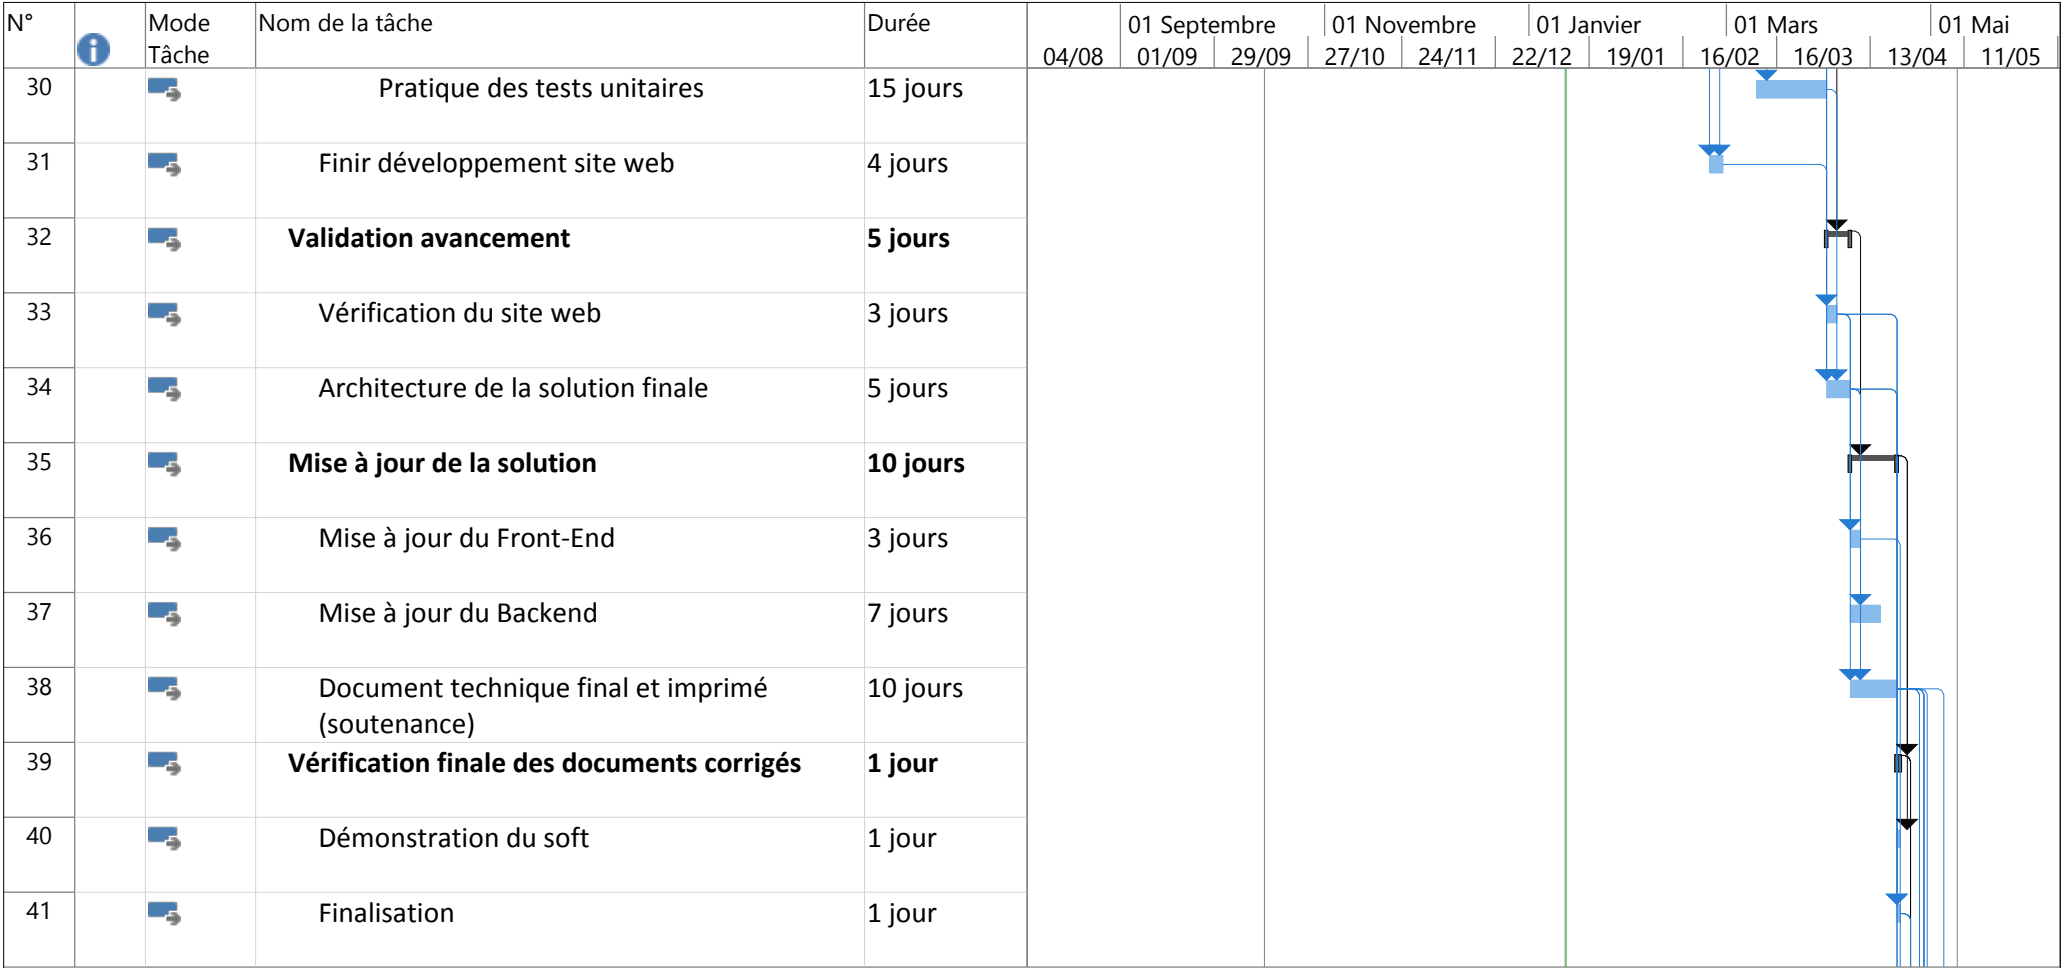 N° Mode Tâche Nom de la tâche Durée
01 Septembre 01 Novembre 01 Janvier 01 Mars 01 Mai
04/08 01/09 29/09 27/10 24/11 22/12 19/01 16/02 16/03 13/04 11/05
30 Pratique des tests unitaires 15 jours
31 Finir développement site web 4 jours
32 Validation avancement 5 jours
33 Vérification du site web 3 jours
34 Architecture de la solution finale 5 jours
35 Mise à jour de la solution 10 jours
36 Mise à jour du Front-End 3 jours
37 Mise à jour du Backend 7 jours
38 Document technique final et imprimé 10 jours
(soutenance)
39 Vérification finale des documents corrigés 1 jour
40 Démonstration du soft 1 jour
41 Finalisation 1 jour